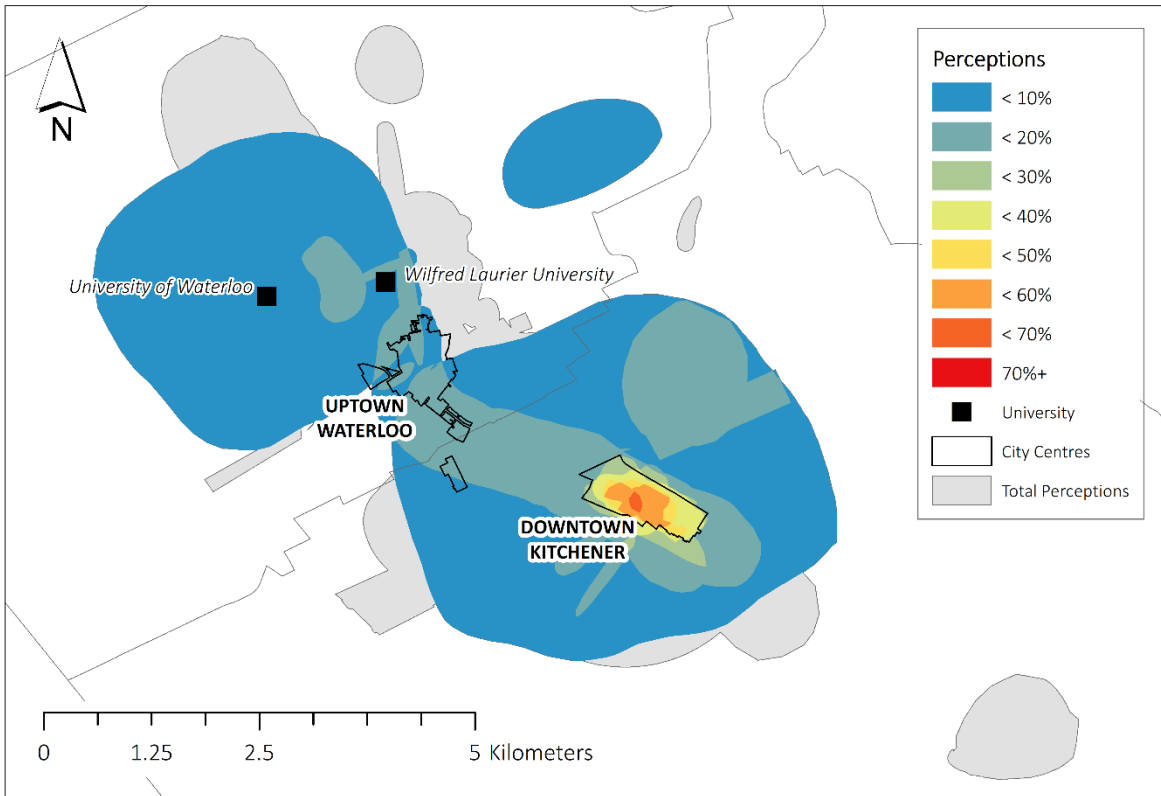 N
Perceptions
< 10%
< 20%
< 30%
< 40%
< 50%
< 60%
< 70%
70%+
University
City Centres
Total Perceptions
University of Waterloo
Wilfred Laurier University
UPTOWN
WATERLOO
DOWNTOWN
KITCHENER
0 1.25 2.5 5 Kilometers